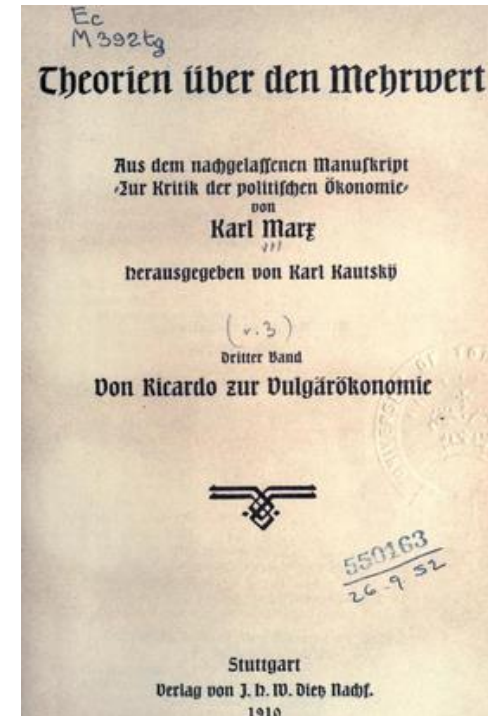 Ec
M392tg
Theorien über den Mehrwert
Aus dem nachgelassenen Manuskript
„Zur Kritik der politischen Ökonomie“
von
Karl Marx
herausgegeben von Karl Kautsky
(v.3)
Dritter Band
Von Ricardo zur Vulgärökonomie
550163
26-9 52
Stuttgart
Verlag von J. H. W. Dietz Nachf.
1910